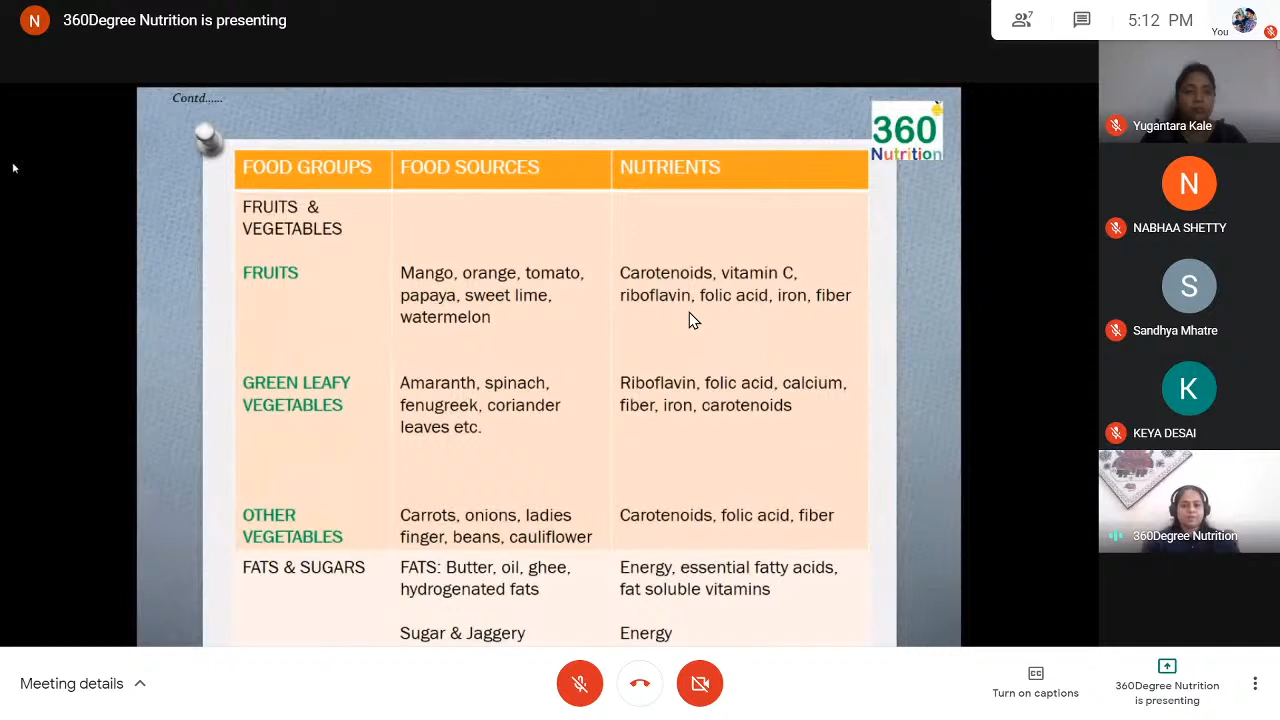 N 360Degree Nutrition is presenting
7
5:12 PM
You
Contd......
360
Nutrition
FOOD GROUPS FOOD SOURCES NUTRIENTS
FRUITS &
VEGETABLES
FRUITS Mango, orange, tomato, Carotenoids, vitamin C,
papaya, sweet lime, riboflavin, folic acid, iron, fiber
watermelon
GREEN LEAFY Amaranth, spinach, Riboflavin, folic acid, calcium,
VEGETABLES fenugreek, coriander fiber, iron, carotenoids
leaves etc.
OTHER Carrots, onions, ladies Carotenoids, folic acid, fiber
VEGETABLES finger, beans, cauliflower
FATS & SUGARS FATS: Butter, oil, ghee, Energy, essential fatty acids,
hydrogenated fats fat soluble vitamins
Sugar & Jaggery Energy
Yugantara Kale
N
NABHAA SHETTY
S
Sandhya Mhatre
K
KEYA DESAI
360Degree Nutrition
Meeting details
CC
Turn on captions
360Degree Nutrition
is presenting